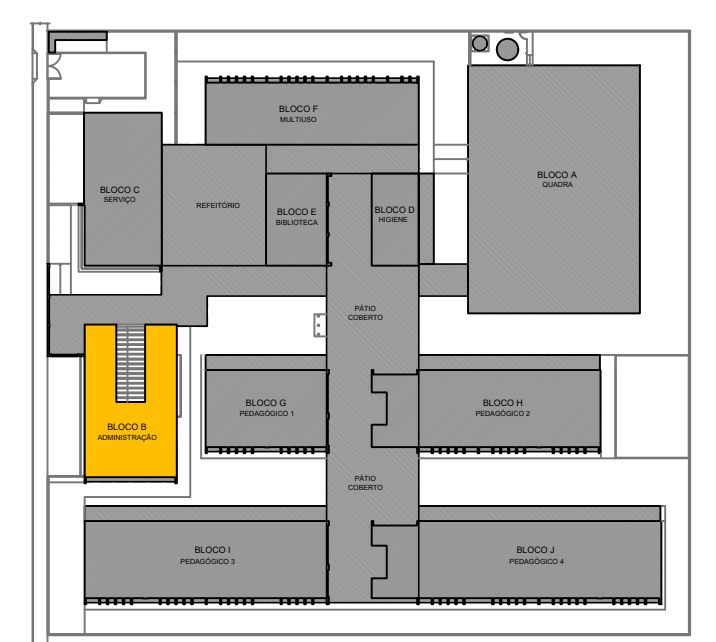 BLOCO F
MULTIUSO
BLOCO A
QUADRA
BLOCO C
SERVIÇO
REFEITÓRIO
BLOCO E
BIBLIOTECA
BLOCO D
HIGIENE
PÁTIO
COBERTO
BLOCO G
PEDAGÓGICO 1
BLOCO H
PEDAGÓGICO 2
BLOCO B
ADMINISTRAÇÃO
PÁTIO
COBERTO
BLOCO I
PEDAGÓGICO 3
BLOCO J
PEDAGÓGICO 4